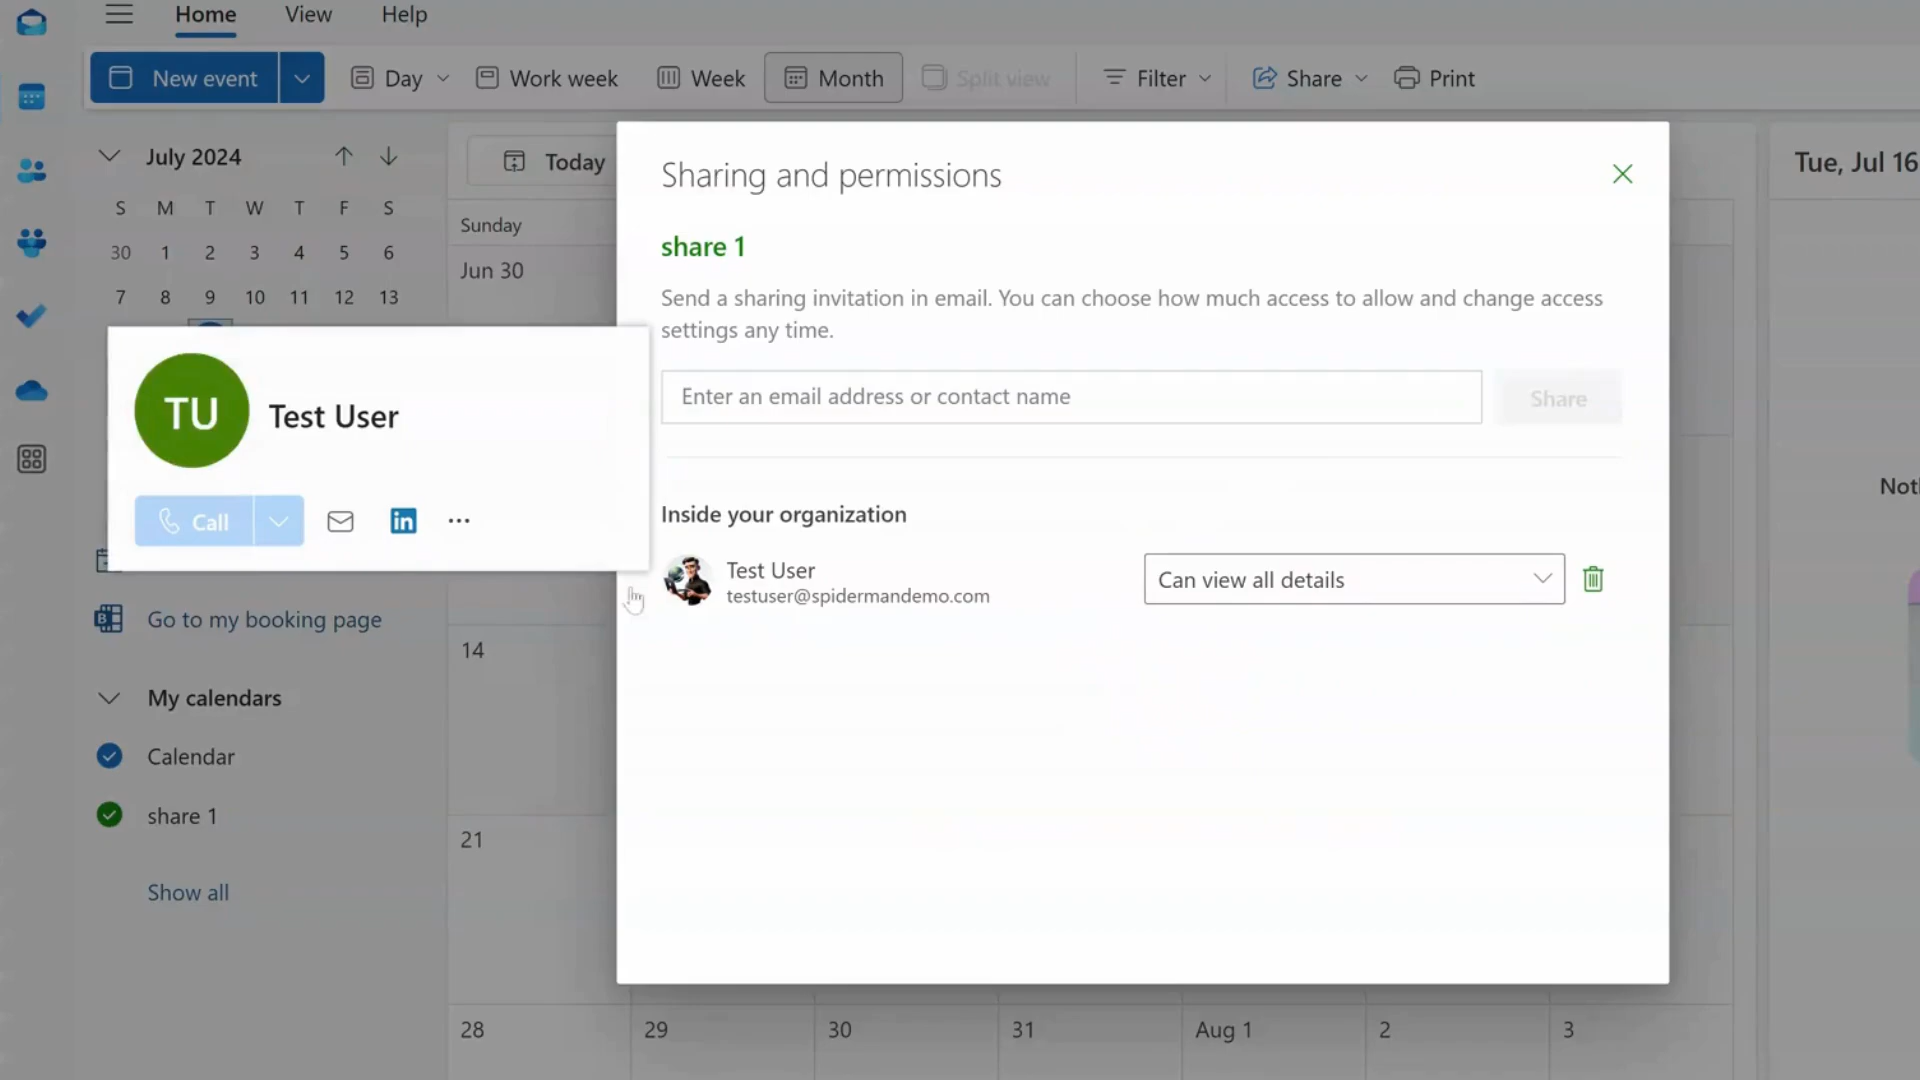 Home View Help
New event Day Work week Week Month Split view Filter Share Print
July 2024
S M T W T F S
30 1 2 3 4 5 6
7 8 9 10 11 12 13
TU Test User
Call
Go to my booking page
My calendars
Calendar
share 1
Show all
Today
Sunday
Jun 30
14
21
28 29 30 31 Aug 1 2 3
Sharing and permissions
share 1
Send a sharing invitation in email. You can choose how much access to allow and change access
settings any time.
Enter an email address or contact name Share
Inside your organization
Test User
testuser@spidermandemo.com
Can view all details
Tue, Jul 16